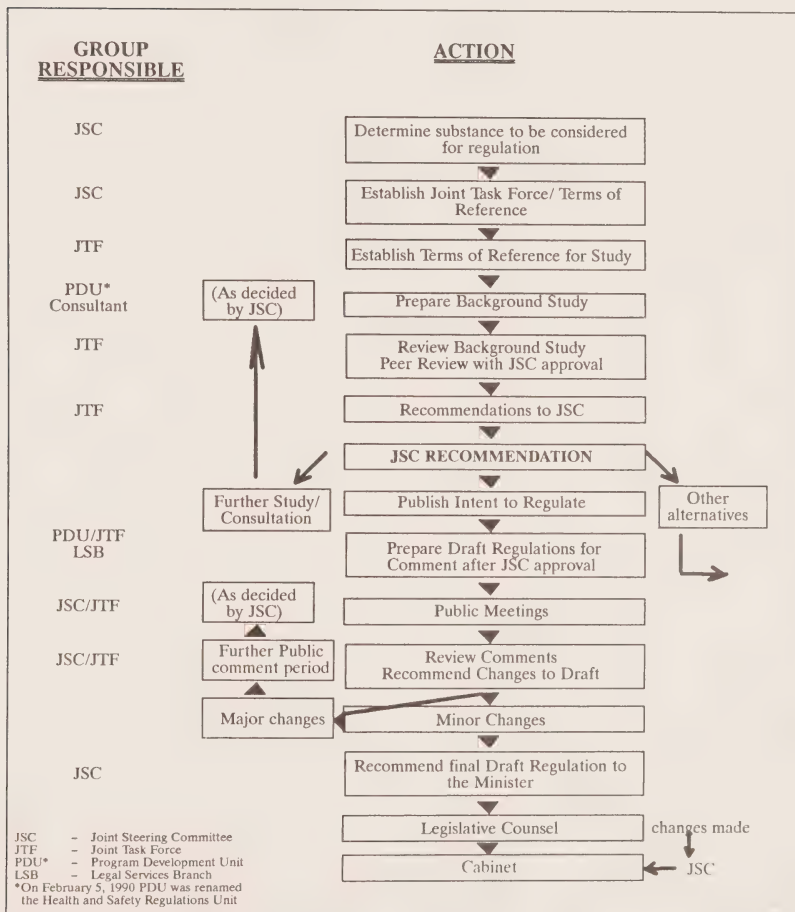 GROUP
RESPONSIBLE
ACTION
JSC
Determine substance to be considered
for regulation
JSC
Establish Joint Task Force/ Terms of
Reference
JTF
Establish Terms of Reference for Study
PDU*
Consultant
(As decided
by JSC)
Prepare Background Study
JTF
Review Background Study
Peer Review with JSC approval
JTF
Recommendations to JSC
JSC RECOMMENDATION
Further Study/
Consultation
Publish Intent to Regulate
Other
alternatives
PDU/JTF
LSB
Prepare Draft Regulations for
Comment after JSC approval
JSC/JTF
(As decided
by JSC)
Public Meetings
JSC/JTF
Further Public
comment period
Review Comments
Recommend Changes to Draft
Major changes
Minor Changes
JSC
Recommend final Draft Regulation to
the Minister
Legislative Counsel
changes made
Cabinet
JSC
JSC – Joint Steering Committee
JTF – Joint Task Force
PDU* – Program Development Unit
LSB – Legal Services Branch
*On February 5, 1990 PDU was renamed
the Health and Safety Regulations Unit